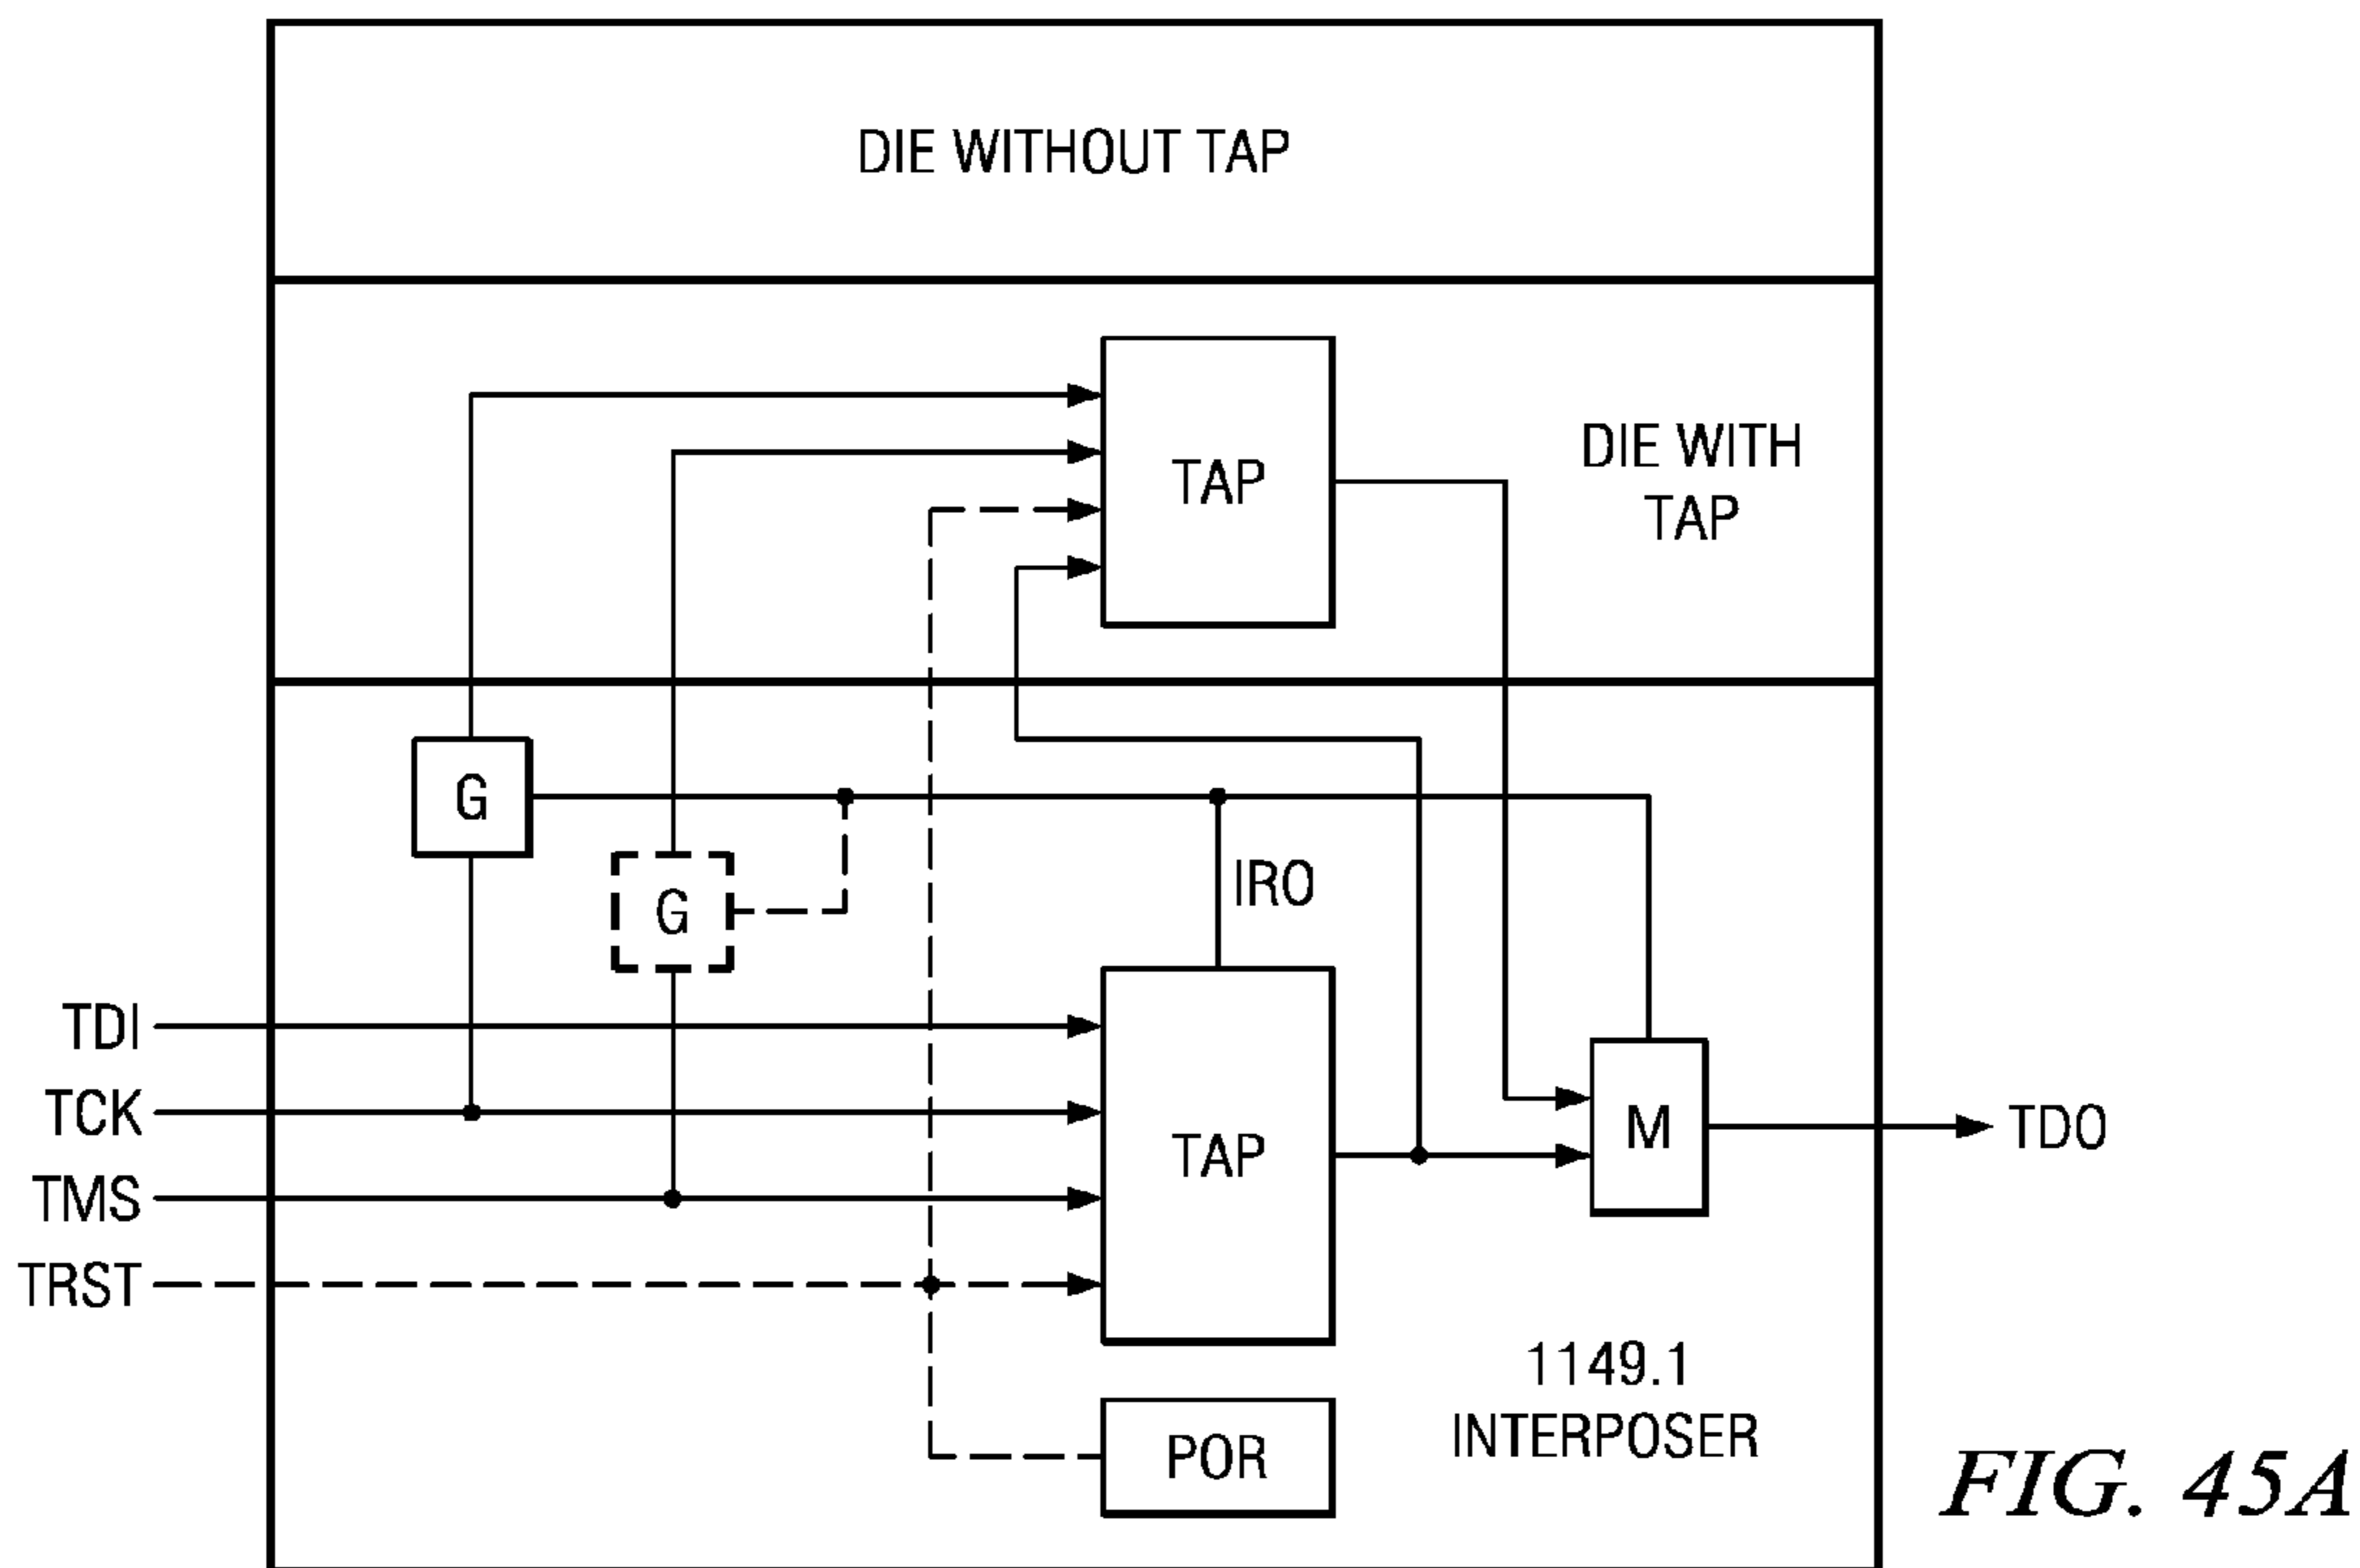 DIE WITHOUT TAP
TAP
DIE WITH
TAP
G
G
IRO
TDI
TCK
TMS
TRST
TAP
M
TDO
1149.1
INTERPOSER
POR
FIG. 45A